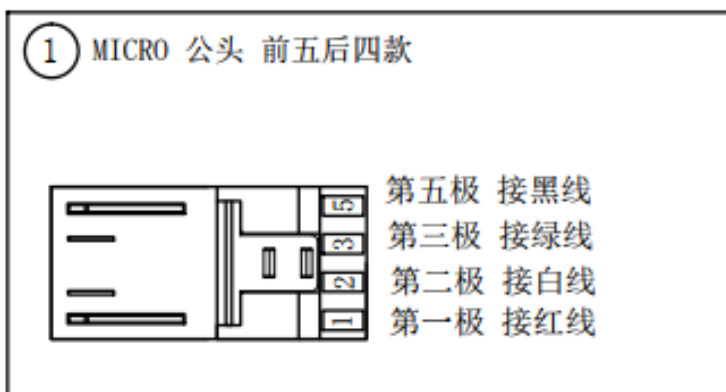 ① MICRO 公头 前五后四款
5 第五极 接黑线
3 第三极 接绿线
2 第二极 接白线
1 第一极 接红线